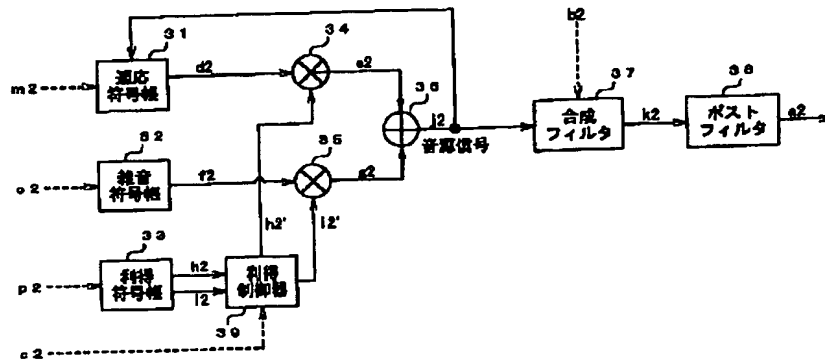 b2
31
34
37
38
適応
符号帳
m2
d2
e2
36
合成
フィルタ
k2
ポスト
フィルタ
a2
j2
音源信号
32
35
雑音
符号帳
o2
f2
g2
h2'
i2'
33
利得
符号帳
p2
h2
i2
利得
制御器
39
c2